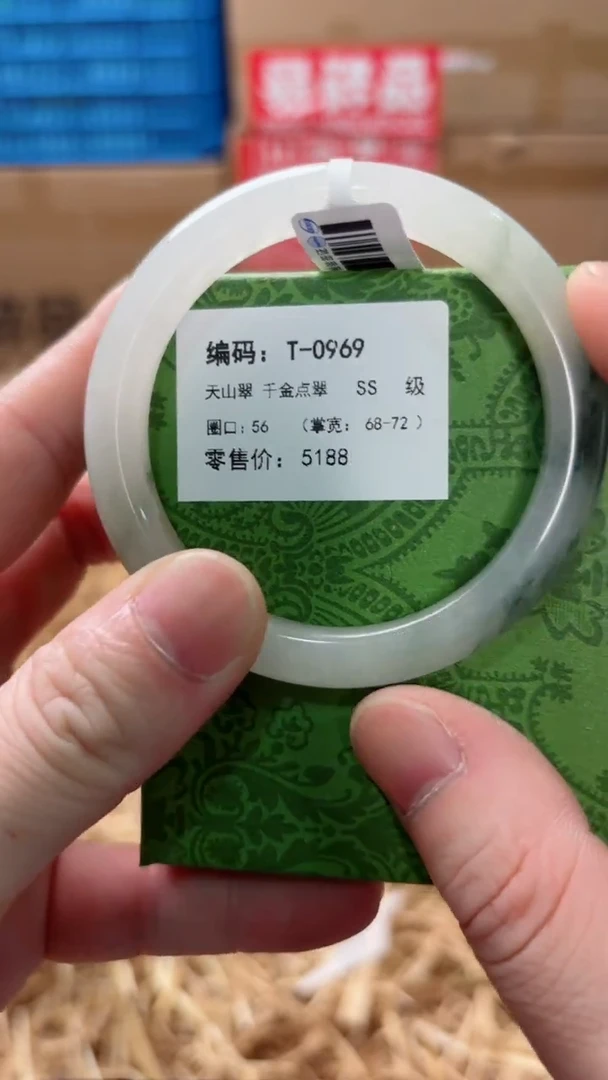 编码：T-0969
天山翠 千金点翠 SS 级
圈口：56 （掌宽：68-72）
零售价：5188